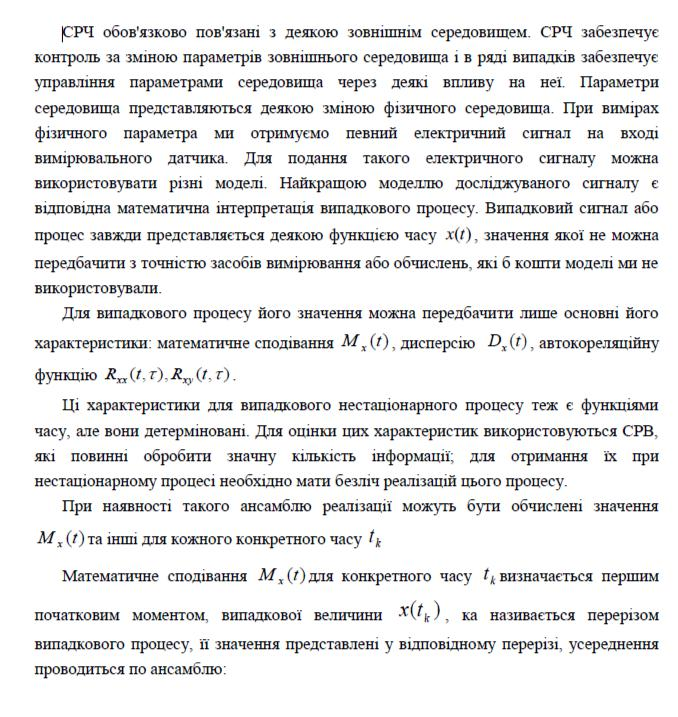 СРЧ обов'язково пов'язані з деякою зовнішнім середовищем. СРЧ забезпечує
контроль за зміною параметрів зовнішнього середовища і в ряді випадків забезпечує
управління параметрами середовища через деякі впливу на неї. Параметри
середовища представляються деякою зміною фізичного середовища. При вимірах
фізичного параметра ми отримуємо певний електричний сигнал на вході
вимірювального датчика. Для подання такого електричного сигналу можна
використовувати різні моделі. Найкращою моделлю досліджуваного сигналу є
відповідна математична інтерпретація випадкового процесу. Випадковий сигнал або
процес завжди представляється деякою функцією часу x(t), значення якої не можна
передбачити з точністю засобів вимірювання або обчислень, які б кошти моделі ми не
використовували.
Для випадкового процесу його значення можна передбачити лише основні його
характеристики: математичне сподівання M_x(t), дисперсію D_x(t), автокореляційну
функцію R_xx(t,τ), R_xy(t,τ).
Ці характеристики для випадкового нестаціонарного процесу теж є функціями
часу, але вони детерміновані. Для оцінки цих характеристик використовуються СРВ,
які повинні обробити значну кількість інформації; для отримання їх при
нестаціонарному процесі необхідно мати безліч реалізацій цього процесу.
При наявності такого ансамблю реалізації можуть бути обчислені значення
M_x(t) та інші для кожного конкретного часу t_k
Математичне сподівання M_x(t) для конкретного часу t_k визначається першим
початковим моментом, випадкової величини x(t_k), ка називається перерізом
випадкового процесу, її значення представлені у відповідному перерізі, усереднення
проводиться по ансамблю: